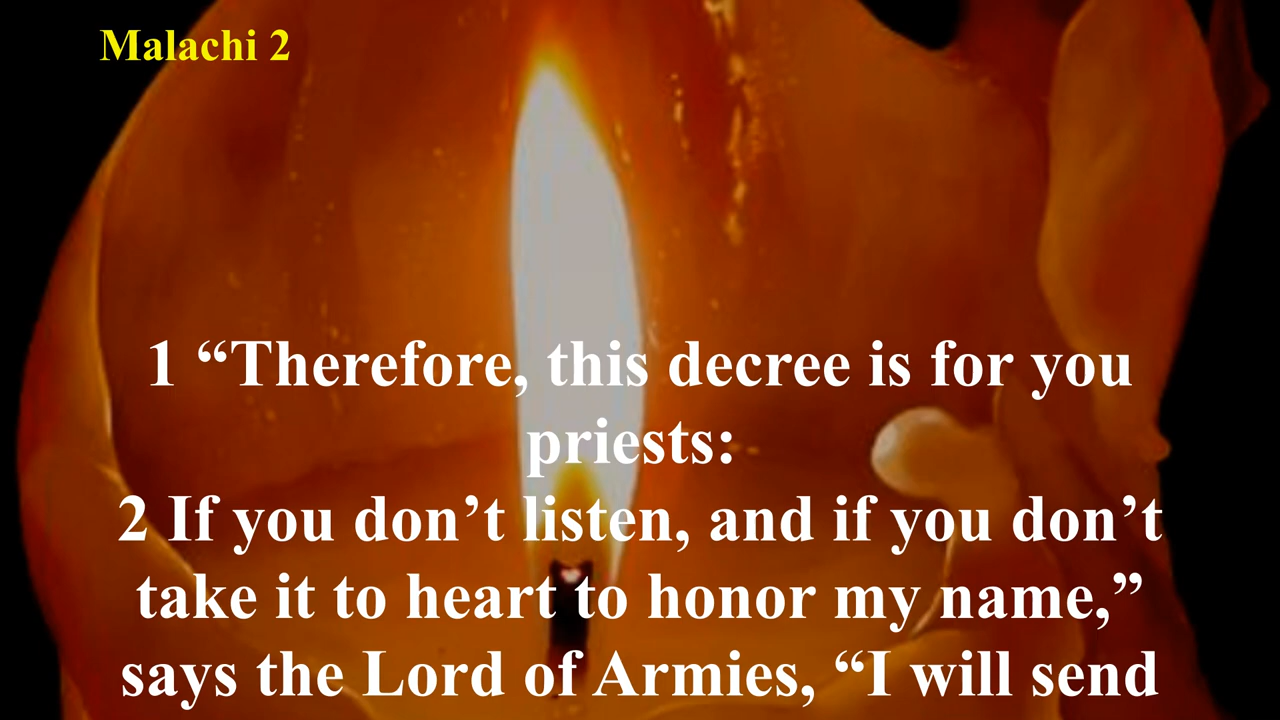 Malachi 2
1 “Therefore, this decree is for you
priests:
2 If you don’t listen, and if you don’t
take it to heart to honor my name,”
says the Lord of Armies, “I will send